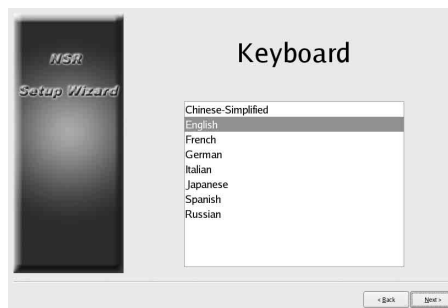 NSR
Setup Wizard
Keyboard
Chinese-Simplified
English
French
German
Italian
Japanese
Spanish
Russian
< Back
Next >